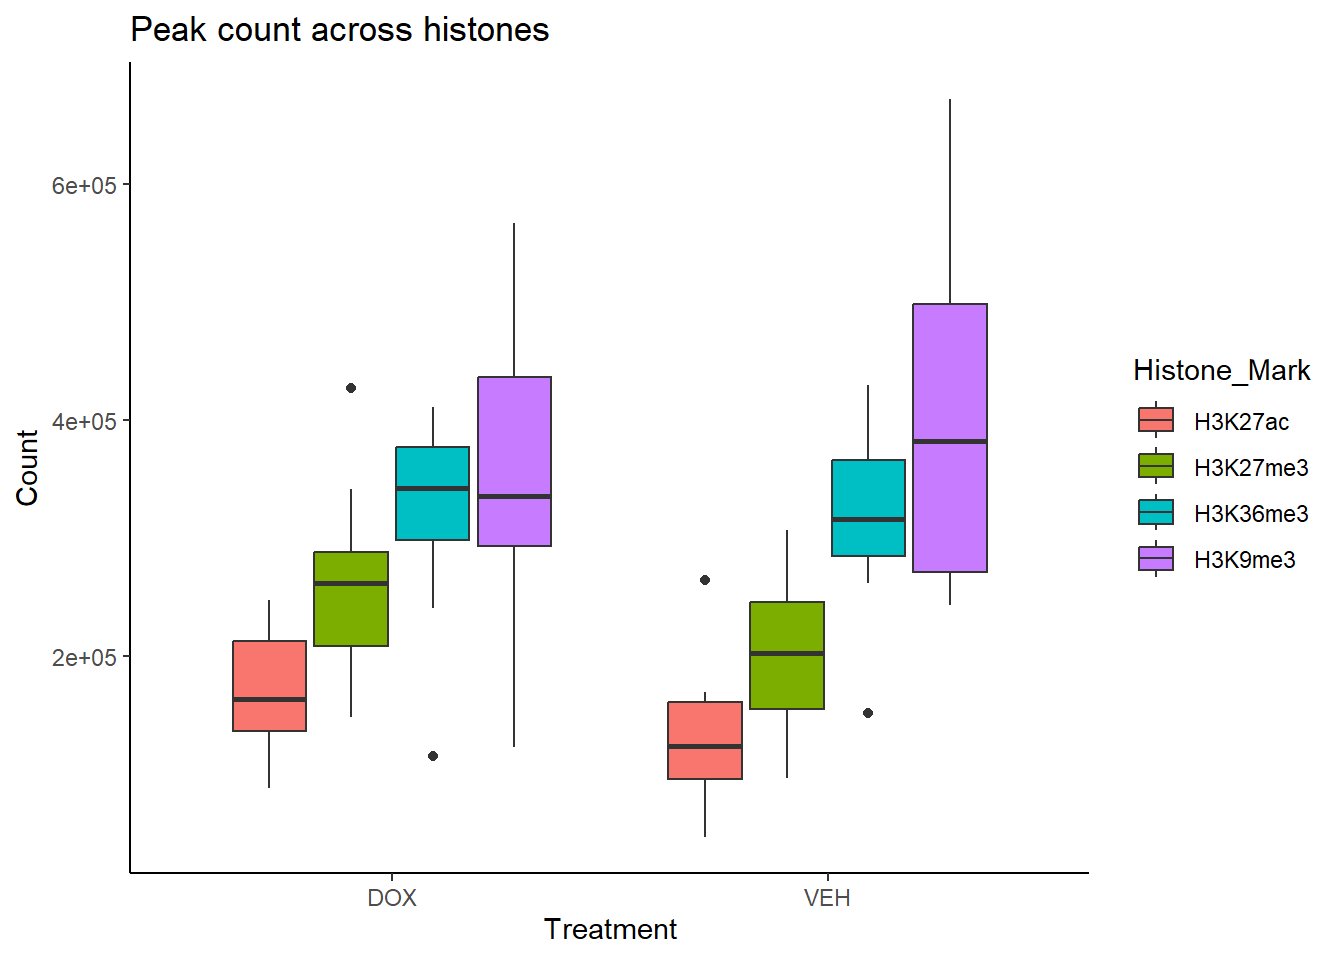 Peak count across histones
Count
6e+05
4e+05
2e+05
DOX
VEH
Treatment
Histone_Mark
H3K27ac
H3K27me3
H3K36me3
H3K9me3